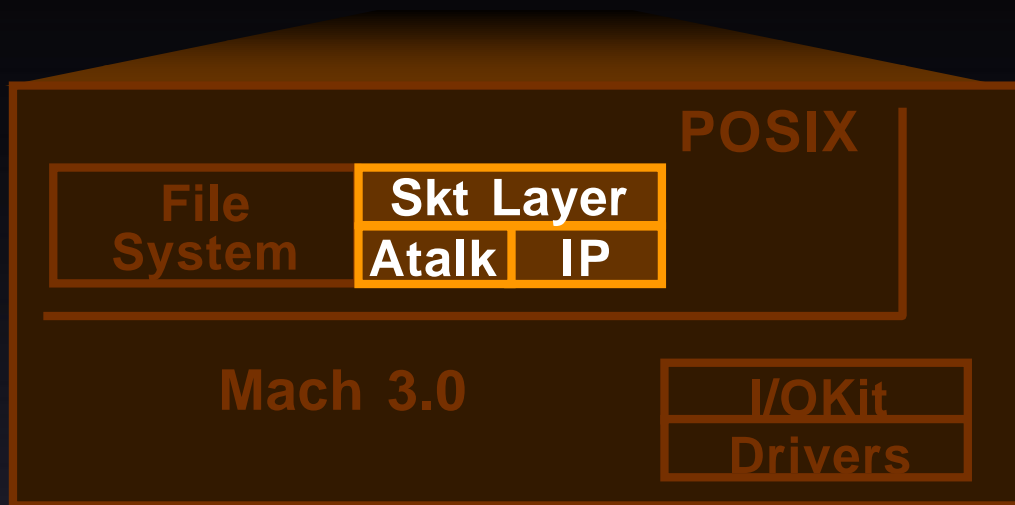 POSIX
File
System
Skt Layer
Atalk
IP
Mach 3.0
I/OKit
Drivers